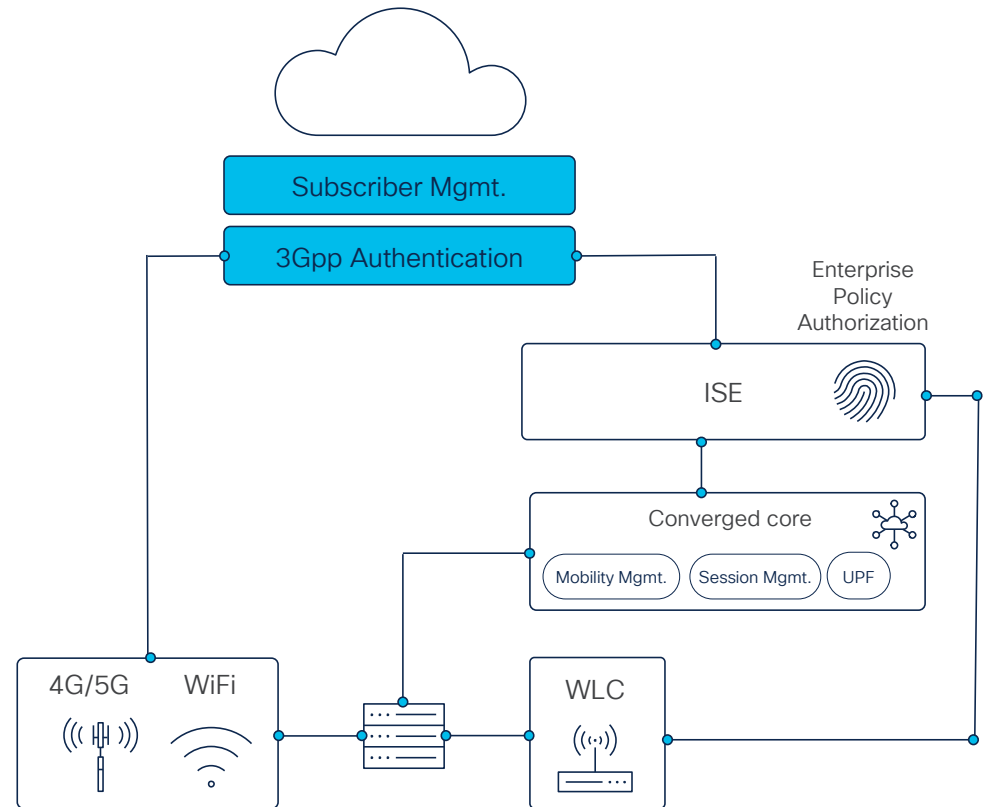 Subscriber Mgmt.
3Gpp Authentication
Enterprise
Policy
Authorization
ISE
Converged core
Mobility Mgmt.
Session Mgmt.
UPF
4G/5G
WiFi
WLC